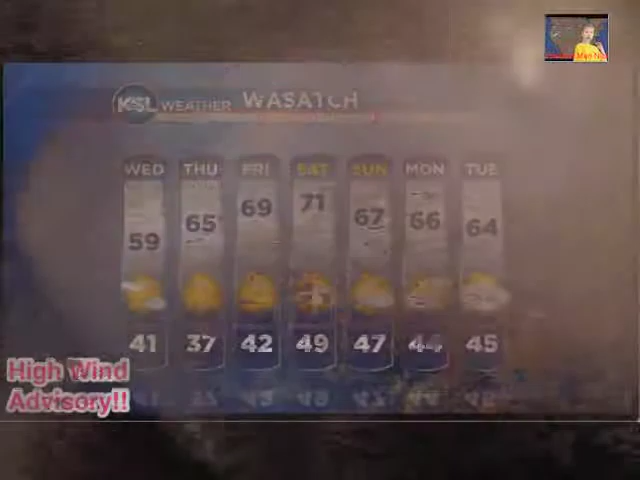 KSL WEATHER WASATCH
WED THU FRI SAT SUN MON TUE
59 65 69 71 67 66 64
41 37 42 49 47 44 45
High Wind
Advisory!!